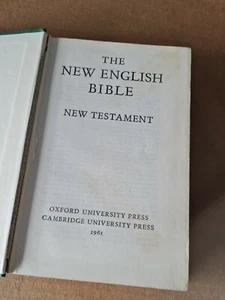 THE
NEW ENGLISH
BIBLE
NEW TESTAMENT
OXFORD UNIVERSITY PRESS
CAMBRIDGE UNIVERSITY PRESS
1961